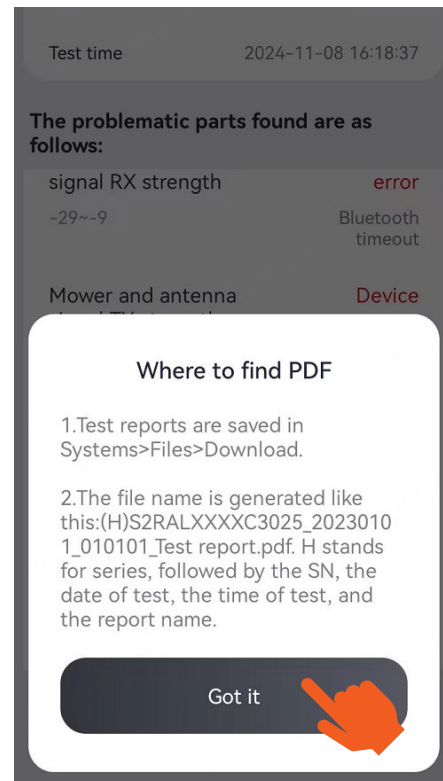 Test time 2024-11-08 16:18:37
The problematic parts found are as
follows:
signal RX strength error
-29~-9 Bluetooth
timeout
Mower and antenna Device
Where to find PDF
1.Test reports are saved in
Systems>Files>Download.
2.The file name is generated like
this:(H)S2RALXXXXC3025_2023010
1_010101_Test report.pdf. H stands
for series, followed by the SN, the
date of test, the time of test, and
the report name.
Got it